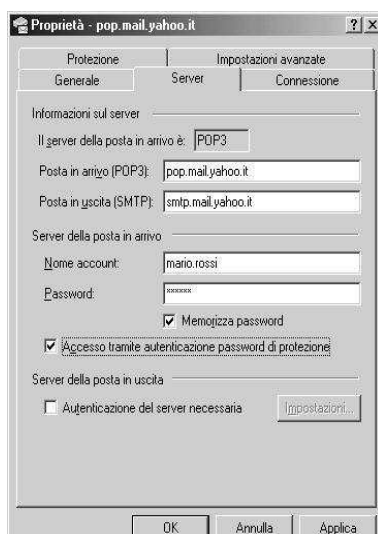 Proprietà - pop.mail.yahoo.it
Protezione Impostazioni avanzate
Generale Server Connessione
Informazioni sul server
Il server della posta in arrivo è: POP3
Posta in arrivo (POP3): pop.mail.yahoo.it
Posta in uscita (SMTP): smtp.mail.yahoo.it
Server della posta in arrivo
Nome account: mario.rossi
Password: ******
Memorizza password
Accesso tramite autenticazione password di protezione
Server della posta in uscita
Autenticazione del server necessaria Impostazioni...
OK Annulla Applica